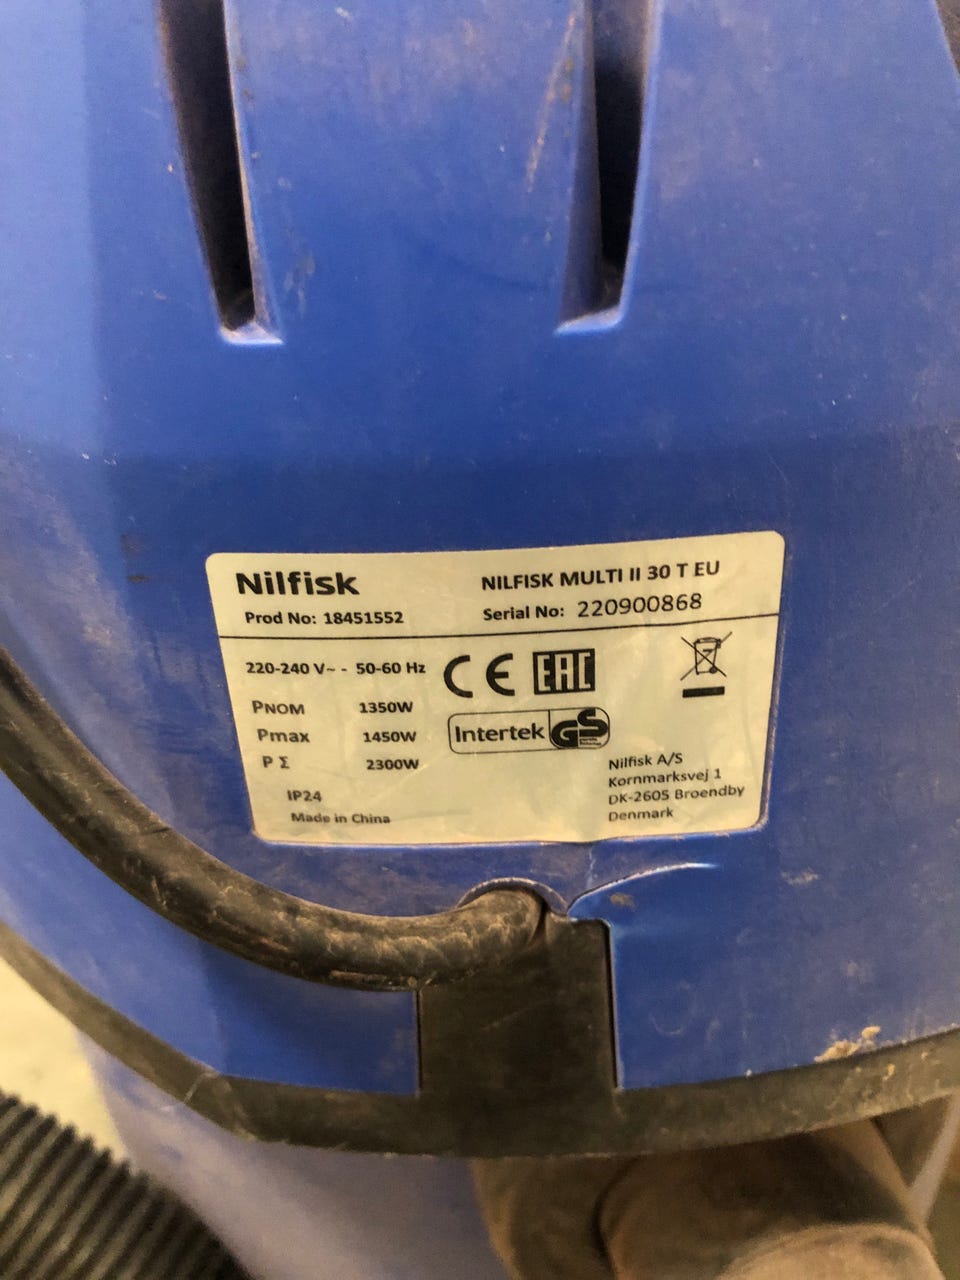 Nilfisk
NILFISK MULTI II 30 T EU
Prod No: 18451552
Serial No: 220900868
220-240 V~ - 50-60 Hz
CE EAC
PNOM 1350W
Pmax 1450W
P Σ 2300W
Intertek GS
IP24
Made in China
Nilfisk A/S
Kornmarksvej 1
DK-2605 Broendby
Denmark